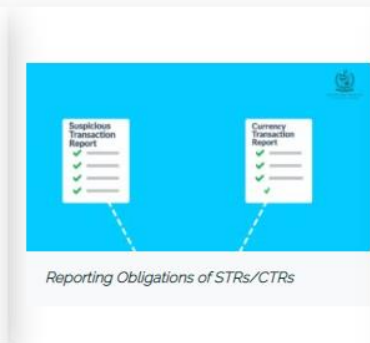 Suspicious
Transaction
Report
Currency
Transaction
Report
Reporting Obligations of STRs/CTRs